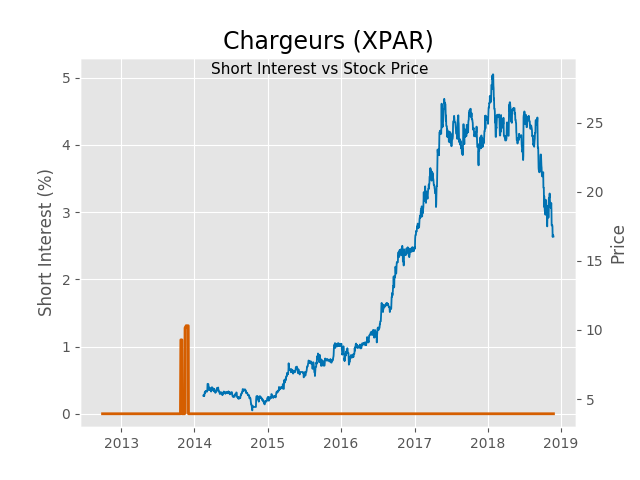 Chargeurs (XPAR)
Short Interest vs Stock Price
Short Interest (%)
5
4
3
2
1
0
25
20
15
10
5
Price
2013 2014 2015 2016 2017 2018 2019